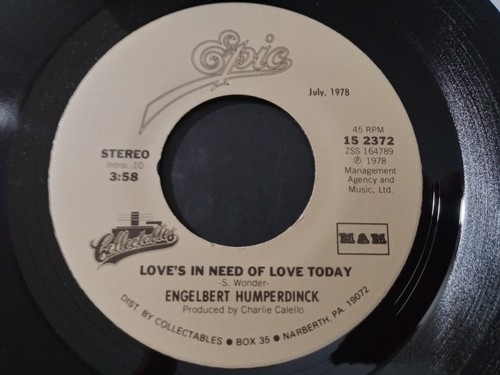 Epic
July, 1978
STEREO
Intro: 20
3:58
45 RPM
15 2372
ZSS 164789
Ⓟ 1978
Management
Agency and
Music, Ltd.
Collectables
MAM
LOVE'S IN NEED OF LOVE TODAY
-S. Wonder-
ENGELBERT HUMPERDINCK
Produced by Charlie Calello
DIST. BY COLLECTABLES • BOX 35 • NARBERTH, PA. 19072